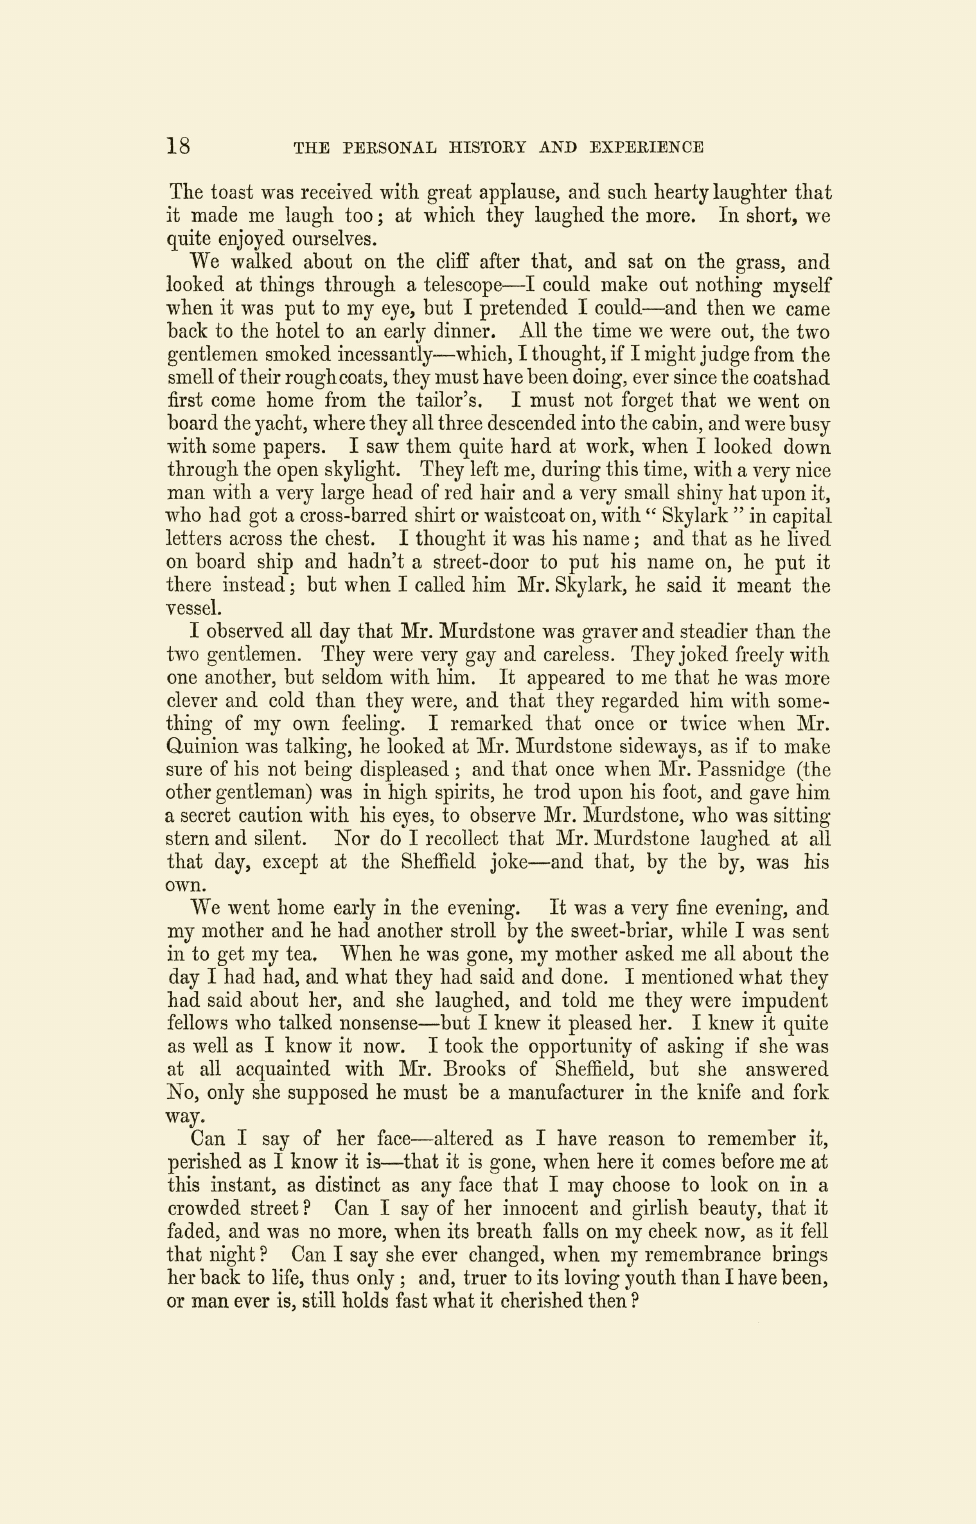 18 THE PERSONAL HISTORY AND EXPERIENCE
The toast was received with great applause, and such hearty laughter that
it made me laugh too; at which they laughed the more. In short, we
quite enjoyed ourselves.
We walked about on the cliff after that, and sat on the grass, and
looked at things through a telescope—I could make out nothing myself
when it was put to my eye, but I pretended I could—and then we came
back to the hotel to an early dinner. All the time we were out, the two
gentlemen smoked incessantly—which, I thought, if I might judge from the
smell of their rough coats, they must have been doing, ever since the coats had
first come home from the tailor's. I must not forget that we went on
board the yacht, where they all three descended into the cabin, and were busy
with some papers. I saw them quite hard at work, when I looked down
through the open skylight. They left me, during this time, with a very nice
man with a very large head of red hair and a very small shiny hat upon it,
who had got a cross-barred shirt or waistcoat on, with “ Skylark ” in capital
letters across the chest. I thought it was his name; and that as he lived
on board ship and hadn't a street-door to put his name on, he put it
there instead; but when I called him Mr. Skylark, he said it meant the
vessel.
I observed all day that Mr. Murdstone was graver and steadier than the
two gentlemen. They were very gay and careless. They joked freely with
one another, but seldom with him. It appeared to me that he was more
clever and cold than they were, and that they regarded him with some-
thing of my own feeling. I remarked that once or twice when Mr.
Quinion was talking, he looked at Mr. Murdstone sideways, as if to make
sure of his not being displeased; and that once when Mr. Passnidge (the
other gentleman) was in high spirits, he trod upon his foot, and gave him
a secret caution with his eyes, to observe Mr. Murdstone, who was sitting
stern and silent. Nor do I recollect that Mr. Murdstone laughed at all
that day, except at the Sheffield joke—and that, by the by, was his
own.
We went home early in the evening. It was a very fine evening, and
my mother and he had another stroll by the sweet-briar, while I was sent
in to get my tea. When he was gone, my mother asked me all about the
day I had had, and what they had said and done. I mentioned what they
had said about her, and she laughed, and told me they were impudent
fellows who talked nonsense—but I knew it pleased her. I knew it quite
as well as I know it now. I took the opportunity of asking if she was
at all acquainted with Mr. Brooks of Sheffield, but she answered
No, only she supposed he must be a manufacturer in the knife and fork
way.
Can I say of her face—altered as I have reason to remember it,
perished as I know it is—that it is gone, when here it comes before me at
this instant, as distinct as any face that I may choose to look on in a
crowded street? Can I say of her innocent and girlish beauty, that it
faded, and was no more, when its breath falls on my cheek now, as it fell
that night? Can I say she ever changed, when my remembrance brings
her back to life, thus only; and, truer to its loving youth than I have been,
or man ever is, still holds fast what it cherished then?